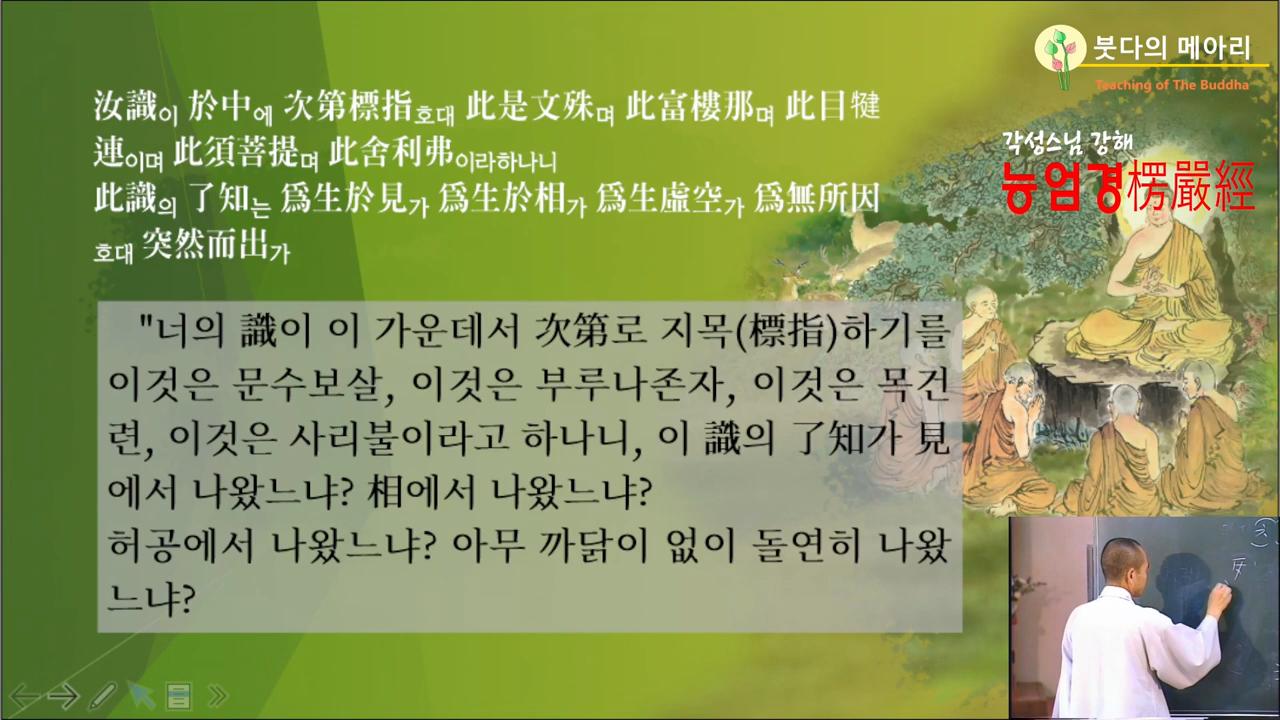 붓다의 메아리
Teaching of The Buddha
각성스님 강해
능엄경楞嚴經
汝識이 於中에 次第標指호대 此是文殊며 此富樓那며 此目犍
連이며 此須菩提며 此舍利弗이라하나니
此識의 了知는 爲生於見가 爲生於相가 爲生虛空가 爲無所因
호대 突然而出가
"너의 識이 이 가운데서 次第로 지목(標指)하기를
이것은 문수보살, 이것은 부루나존자, 이것은 목건
련, 이것은 사리불이라고 하나니, 이 識의 了知가 見
에서 나왔느냐? 相에서 나왔느냐?
허공에서 나왔느냐? 아무 까닭이 없이 돌연히 나왔
느냐?